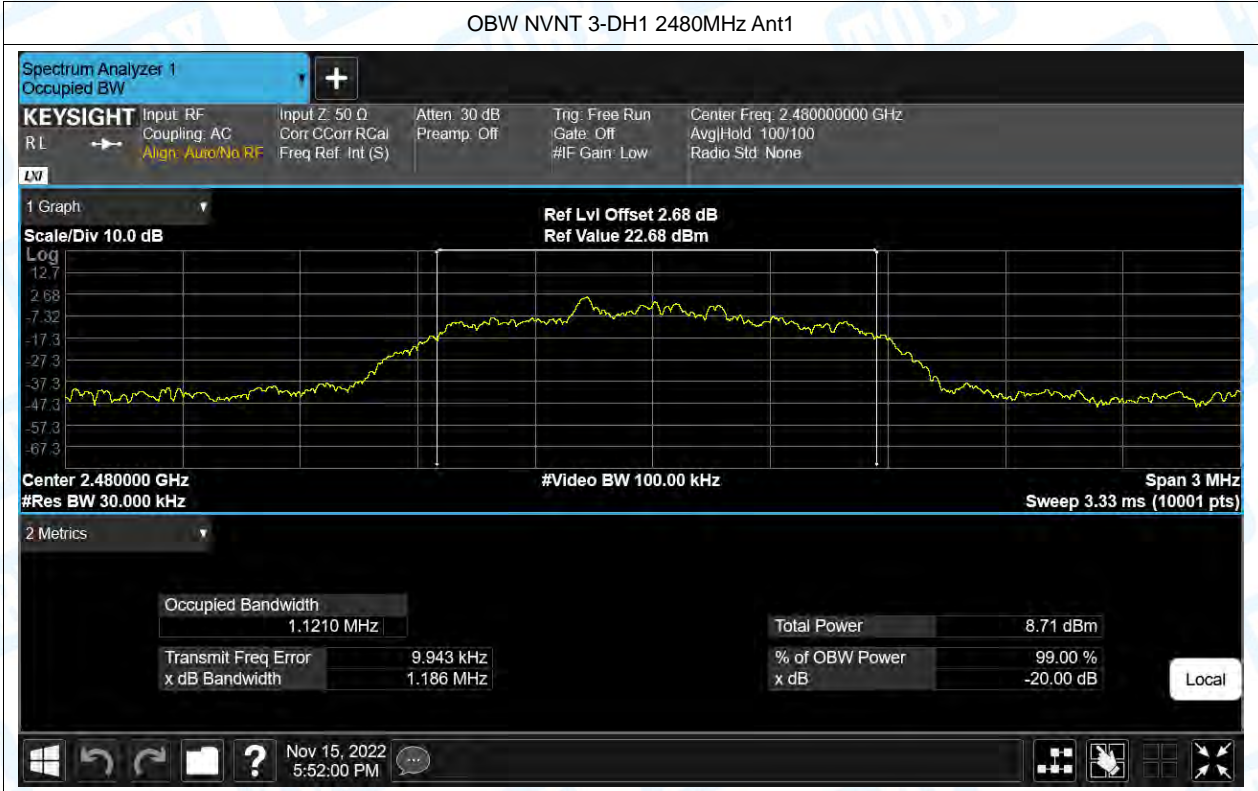 OBW NVNT 3-DH1 2480MHz Ant1
Spectrum Analyzer 1
Occupied BW
+
KEYSIGHT
RL
LXI
Input: RF
Coupling: AC
Align: Auto/No RF
Input Z: 50 Ω
Corr CCorr RCal
Freq Ref: Int (S)
Atten: 30 dB
Preamp: Off
Trig: Free Run
Gate: Off
#IF Gain: Low
Center Freq: 2.480000000 GHz
Avg|Hold: 100/100
Radio Std: None
1 Graph
Scale/Div 10.0 dB
Ref Lvl Offset 2.68 dB
Ref Value 22.68 dBm
Log
12.7
2.68
-7.32
-17.3
-27.3
-37.3
-47.3
-57.3
-67.3
Center 2.480000 GHz
#Video BW 100.00 kHz
Span 3 MHz
#Res BW 30.000 kHz
Sweep 3.33 ms (10001 pts)
2 Metrics
Occupied Bandwidth
1.1210 MHz
Total Power 8.71 dBm
Transmit Freq Error 9.943 kHz
% of OBW Power 99.00 %
x dB Bandwidth 1.186 MHz
x dB -20.00 dB
Local
?
Nov 15, 2022
5:52:00 PM
TOBY